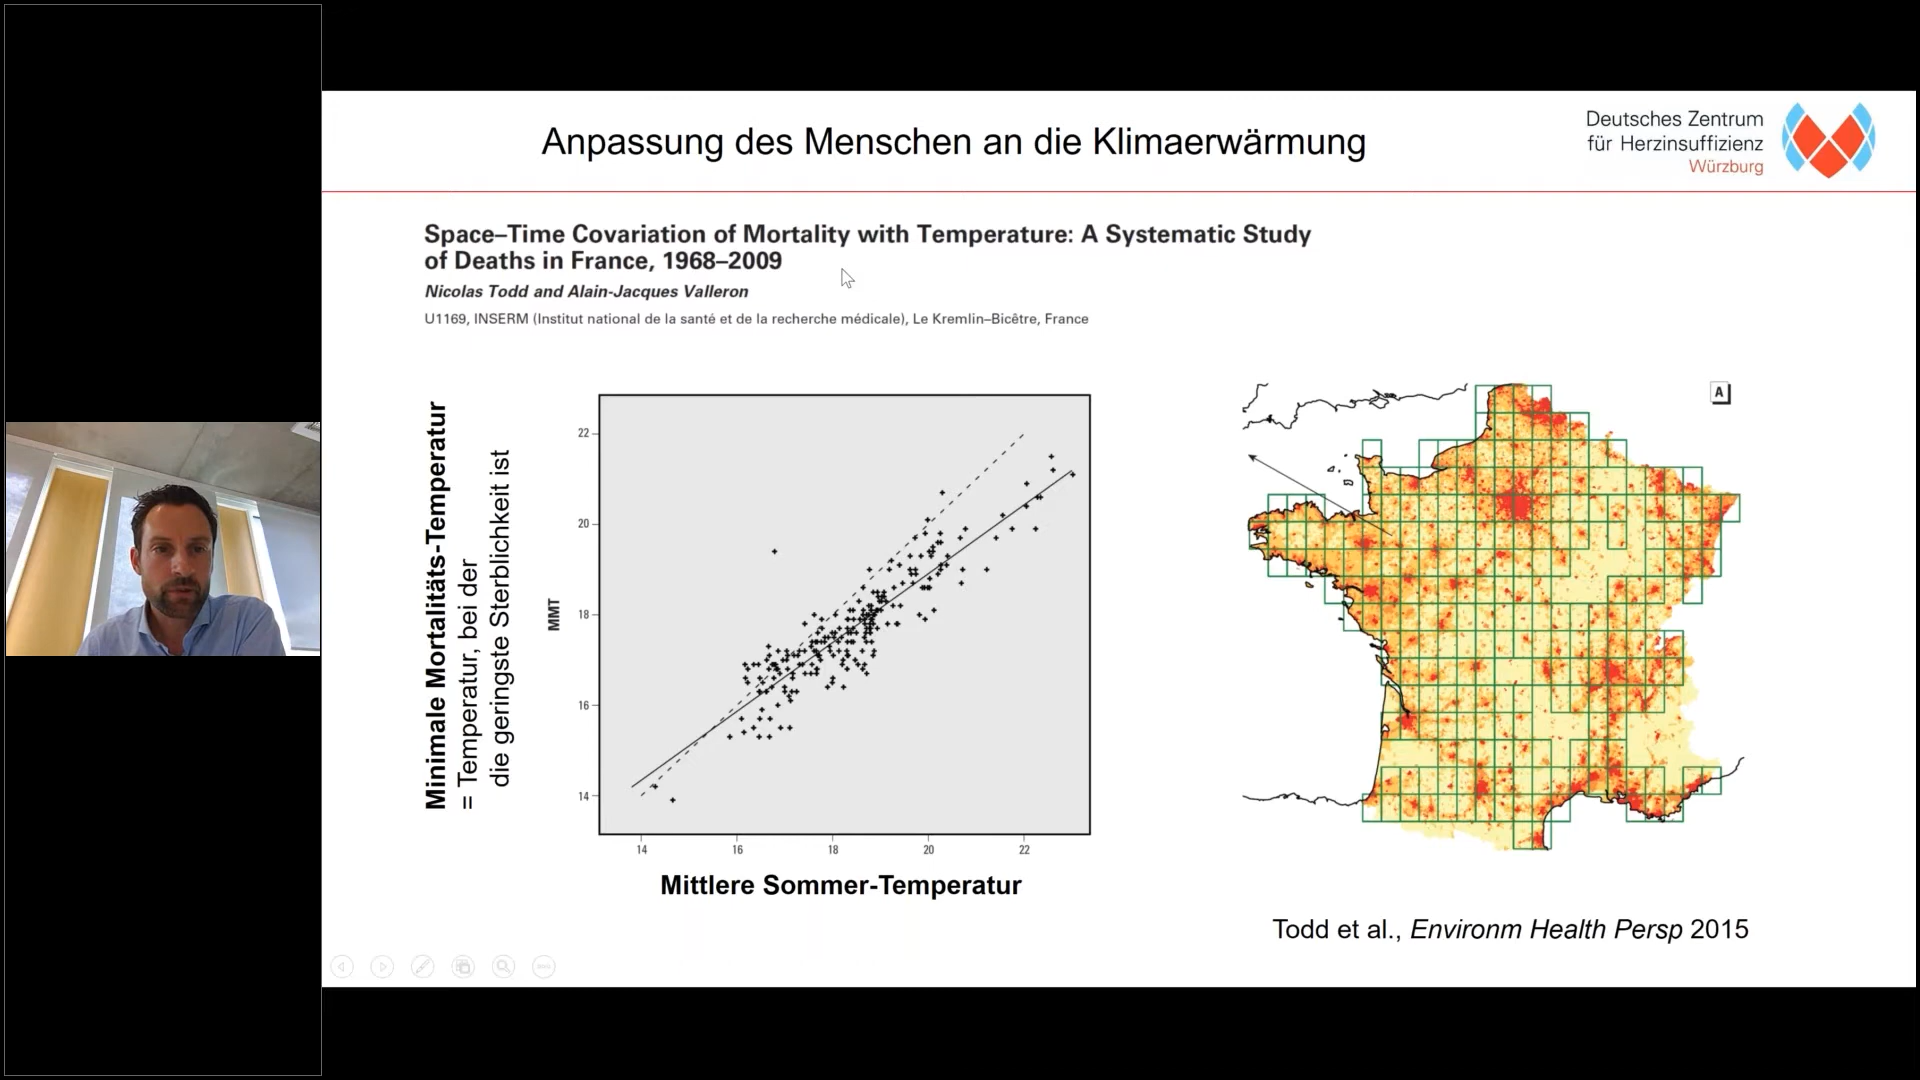 Anpassung des Menschen an die Klimaerwärmung
Deutsches Zentrum
für Herzinsuffizienz
Würzburg
Space–Time Covariation of Mortality with Temperature: A Systematic Study
of Deaths in France, 1968–2009
Nicolas Todd and Alain-Jacques Valleron
U1169, INSERM (Institut national de la santé et de la recherche médicale), Le Kremlin–Bicêtre, France
Minimale Mortalitäts-Temperatur
= Temperatur, bei der
die geringste Sterblichkeit ist
MMT
22
20
18
16
14
14 16 18 20 22
Mittlere Sommer-Temperatur
A
Todd et al., Environm Health Persp 2015